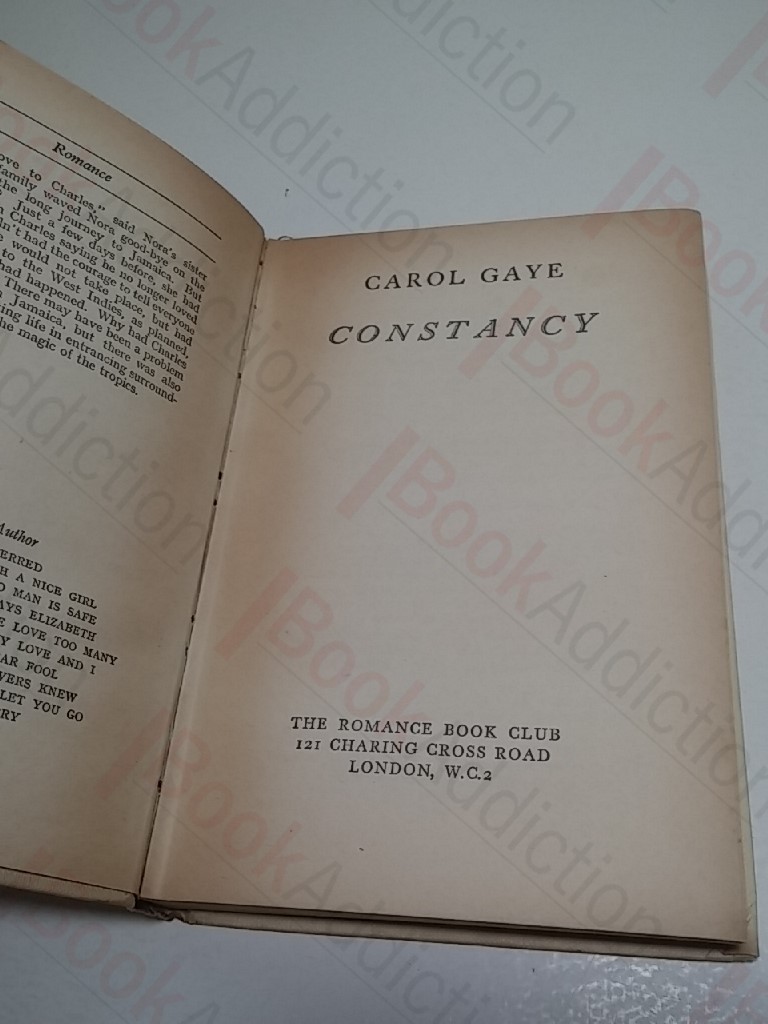 Romance
ove to Charles," said Nora's sister
family waved Nora good-bye on the
the long journey to Jamaica. But
Just a few days before, she had
Charles saying he no longer loved
dn't had the courage to tell everyone
would not take place, but had
to the West Indies, as planned,
had happened. Why had Charles
There may have been a problem
Jamaica, but there was also
ing life in entrancing surround-
he magic of the tropics.
Author
ERRED
H A NICE GIRL
O MAN IS SAFE
AYS ELIZABETH
E LOVE TOO MANY
Y LOVE AND I
AR FOOL
VERS KNEW
LET YOU GO
RY
CAROL GAYE
CONSTANCY
THE ROMANCE BOOK CLUB
121 CHARING CROSS ROAD
LONDON, W.C.2
BookAddiction